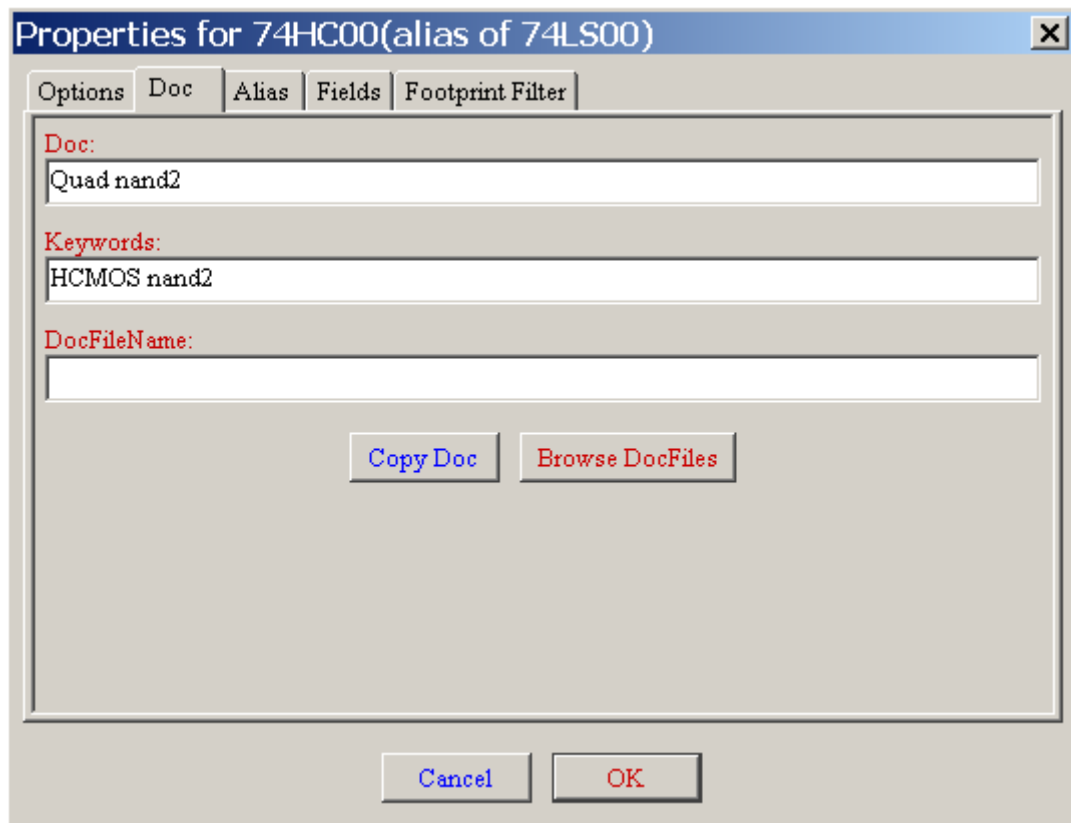 Properties for 74HC00(alias of 74LS00)
Options Doc Alias Fields Footprint Filter
Doc:
Quad nand2
Keywords:
HCMOS nand2
DocFileName:
Copy Doc Browse DocFiles
Cancel OK